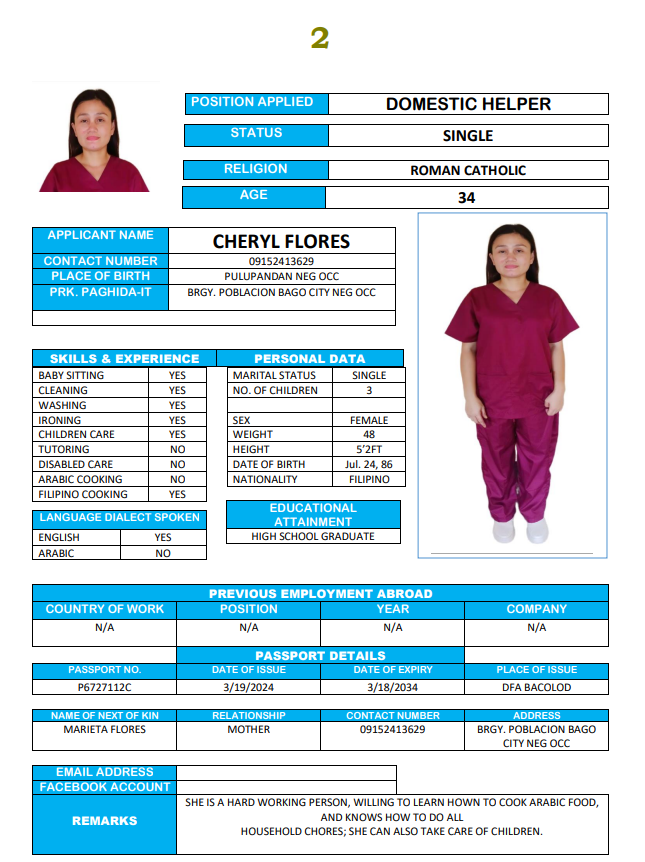 2
POSITION APPLIED DOMESTIC HELPER
STATUS SINGLE
RELIGION ROMAN CATHOLIC
AGE 34
APPLICANT NAME CHERYL FLORES
CONTACT NUMBER 09152413629
PLACE OF BIRTH PULUPANDAN NEG OCC
PRK. PAGHIDA-IT BRGY. POBLACION BAGO CITY NEG OCC
SKILLS & EXPERIENCE
BABY SITTING YES
CLEANING YES
WASHING YES
IRONING YES
CHILDREN CARE YES
TUTORING NO
DISABLED CARE NO
ARABIC COOKING NO
FILIPINO COOKING YES
LANGUAGE DIALECT SPOKEN
ENGLISH YES
ARABIC NO
PERSONAL DATA
MARITAL STATUS SINGLE
NO. OF CHILDREN 3
SEX FEMALE
WEIGHT 48
HEIGHT 5’2FT
DATE OF BIRTH Jul. 24, 86
NATIONALITY FILIPINO
EDUCATIONAL
ATTAINMENT
HIGH SCHOOL GRADUATE
PREVIOUS EMPLOYMENT ABROAD
COUNTRY OF WORK POSITION YEAR COMPANY
N/A N/A N/A N/A
PASSPORT DETAILS
PASSPORT NO. DATE OF ISSUE DATE OF EXPIRY PLACE OF ISSUE
P6727112C 3/19/2024 3/18/2034 DFA BACOLOD
NAME OF NEXT OF KIN RELATIONSHIP CONTACT NUMBER ADDRESS
MARIETA FLORES MOTHER 09152413629 BRGY. POBLACION BAGO
CITY NEG OCC
EMAIL ADDRESS
FACEBOOK ACCOUNT
REMARKS
SHE IS A HARD WORKING PERSON, WILLING TO LEARN HOWN TO COOK ARABIC FOOD,
AND KNOWS HOW TO DO ALL
HOUSEHOLD CHORES; SHE CAN ALSO TAKE CARE OF CHILDREN.